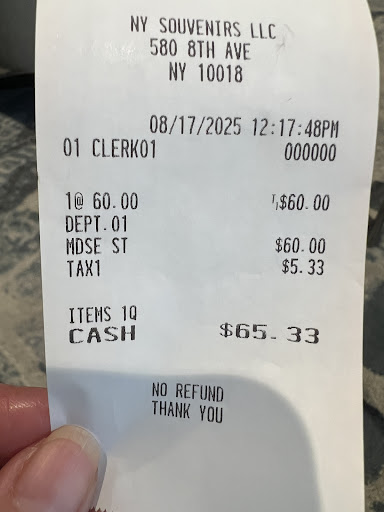 NY SOUVENIRS LLC
580 8TH AVE
NY 10018
08/17/2025 12:17:48PM
01 CLERK01 000000
1@ 60.00 T1$60.00
DEPT.01
MDSE ST $60.00
TAX1 $5.33
ITEMS 1Q
CASH $65.33
NO REFUND
THANK YOU